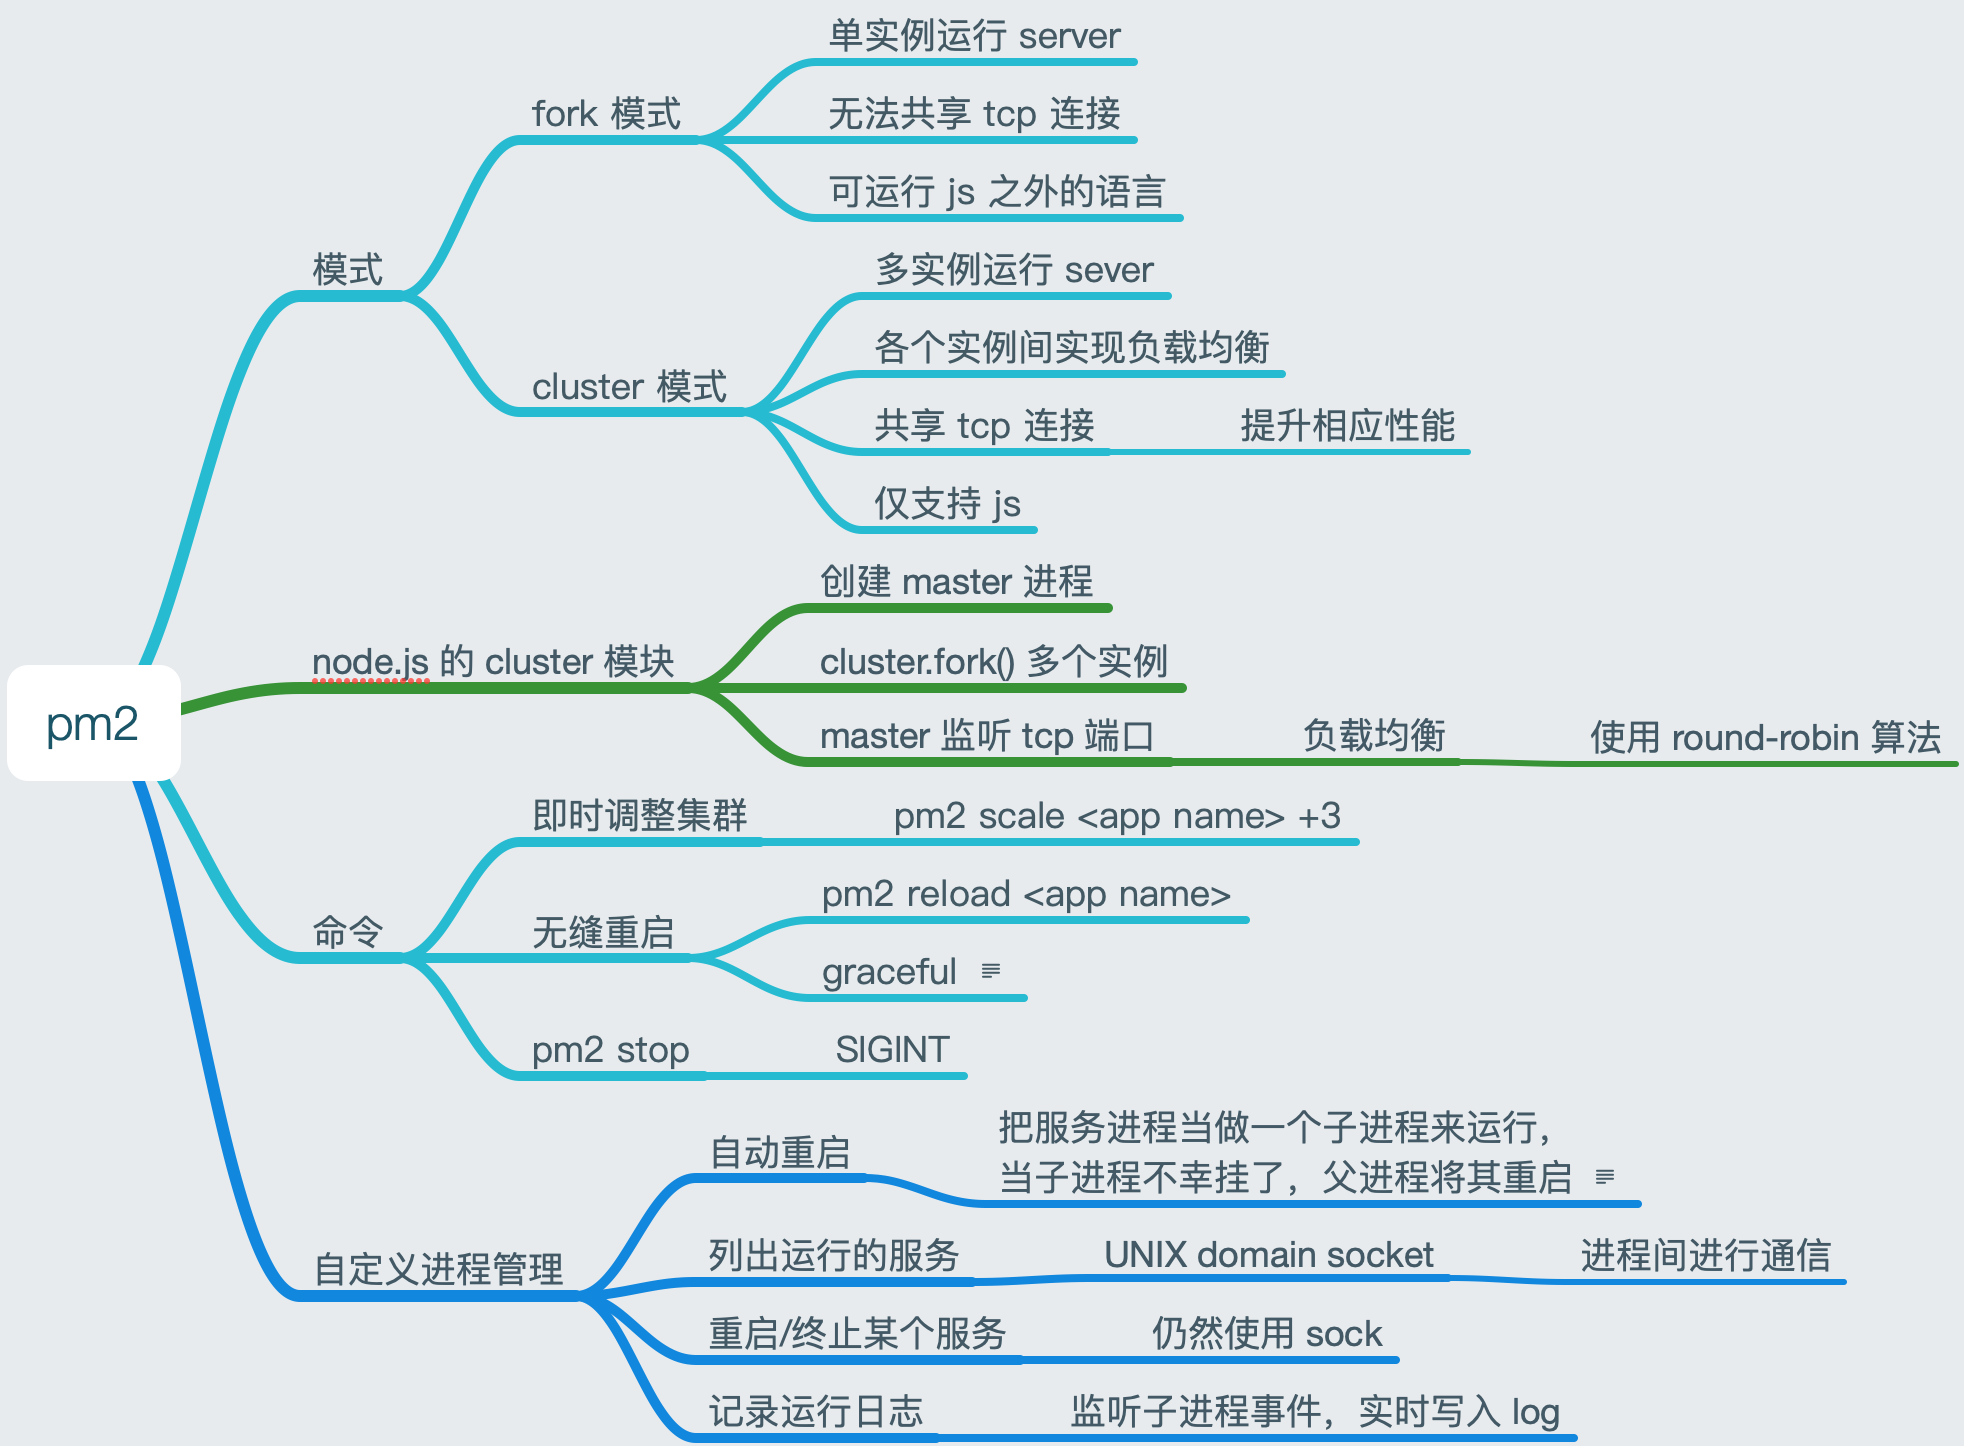 pm2
模式
fork 模式
单实例运行 server
无法共享 tcp 连接
可运行 js 之外的语言
cluster 模式
多实例运行 sever
各个实例间实现负载均衡
共享 tcp 连接
提升相应性能
仅支持 js
node.js 的 cluster 模块
创建 master 进程
cluster.fork() 多个实例
master 监听 tcp 端口
负载均衡
使用 round-robin 算法
命令
即时调整集群
pm2 scale <app name> +3
无缝重启
pm2 reload <app name>
graceful
pm2 stop
SIGINT
自定义进程管理
自动重启
把服务进程当做一个子进程来运行，
当子进程不幸挂了，父进程将其重启
列出运行的服务
UNIX domain socket
进程间进行通信
重启/终止某个服务
仍然使用 sock
记录运行日志
监听子进程事件，实时写入 log